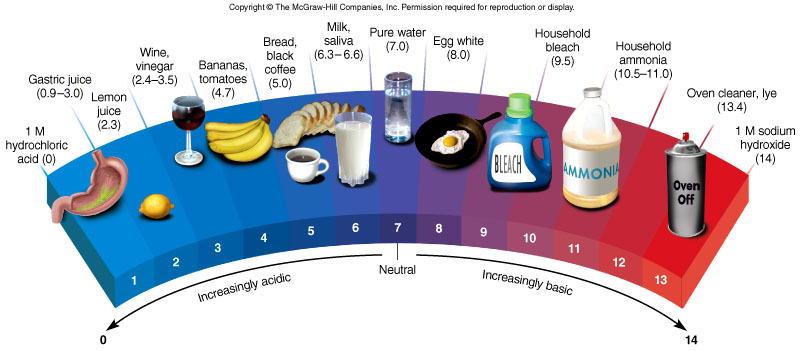 Copyright © The McGraw-Hill Companies, Inc. Permission required for reproduction or display.
1 M
hydrochloric
acid (0)
Gastric juice
(0.9–3.0)
Lemon
juice
(2.3)
Wine,
vinegar
(2.4–3.5)
Bananas,
tomatoes
(4.7)
Bread,
black
coffee
(5.0)
Milk,
saliva
(6.3–6.6)
Pure water
(7.0)
Egg white
(8.0)
Household
bleach
(9.5)
Household
ammonia
(10.5–11.0)
Oven cleaner, lye
(13.4)
1 M sodium
hydroxide
(14)
BLEACH
AMMONIA
Oven
Off
1
2
3
4
5
6
7
8
9
10
11
12
13
Increasingly acidic
Neutral
Increasingly basic
0
14